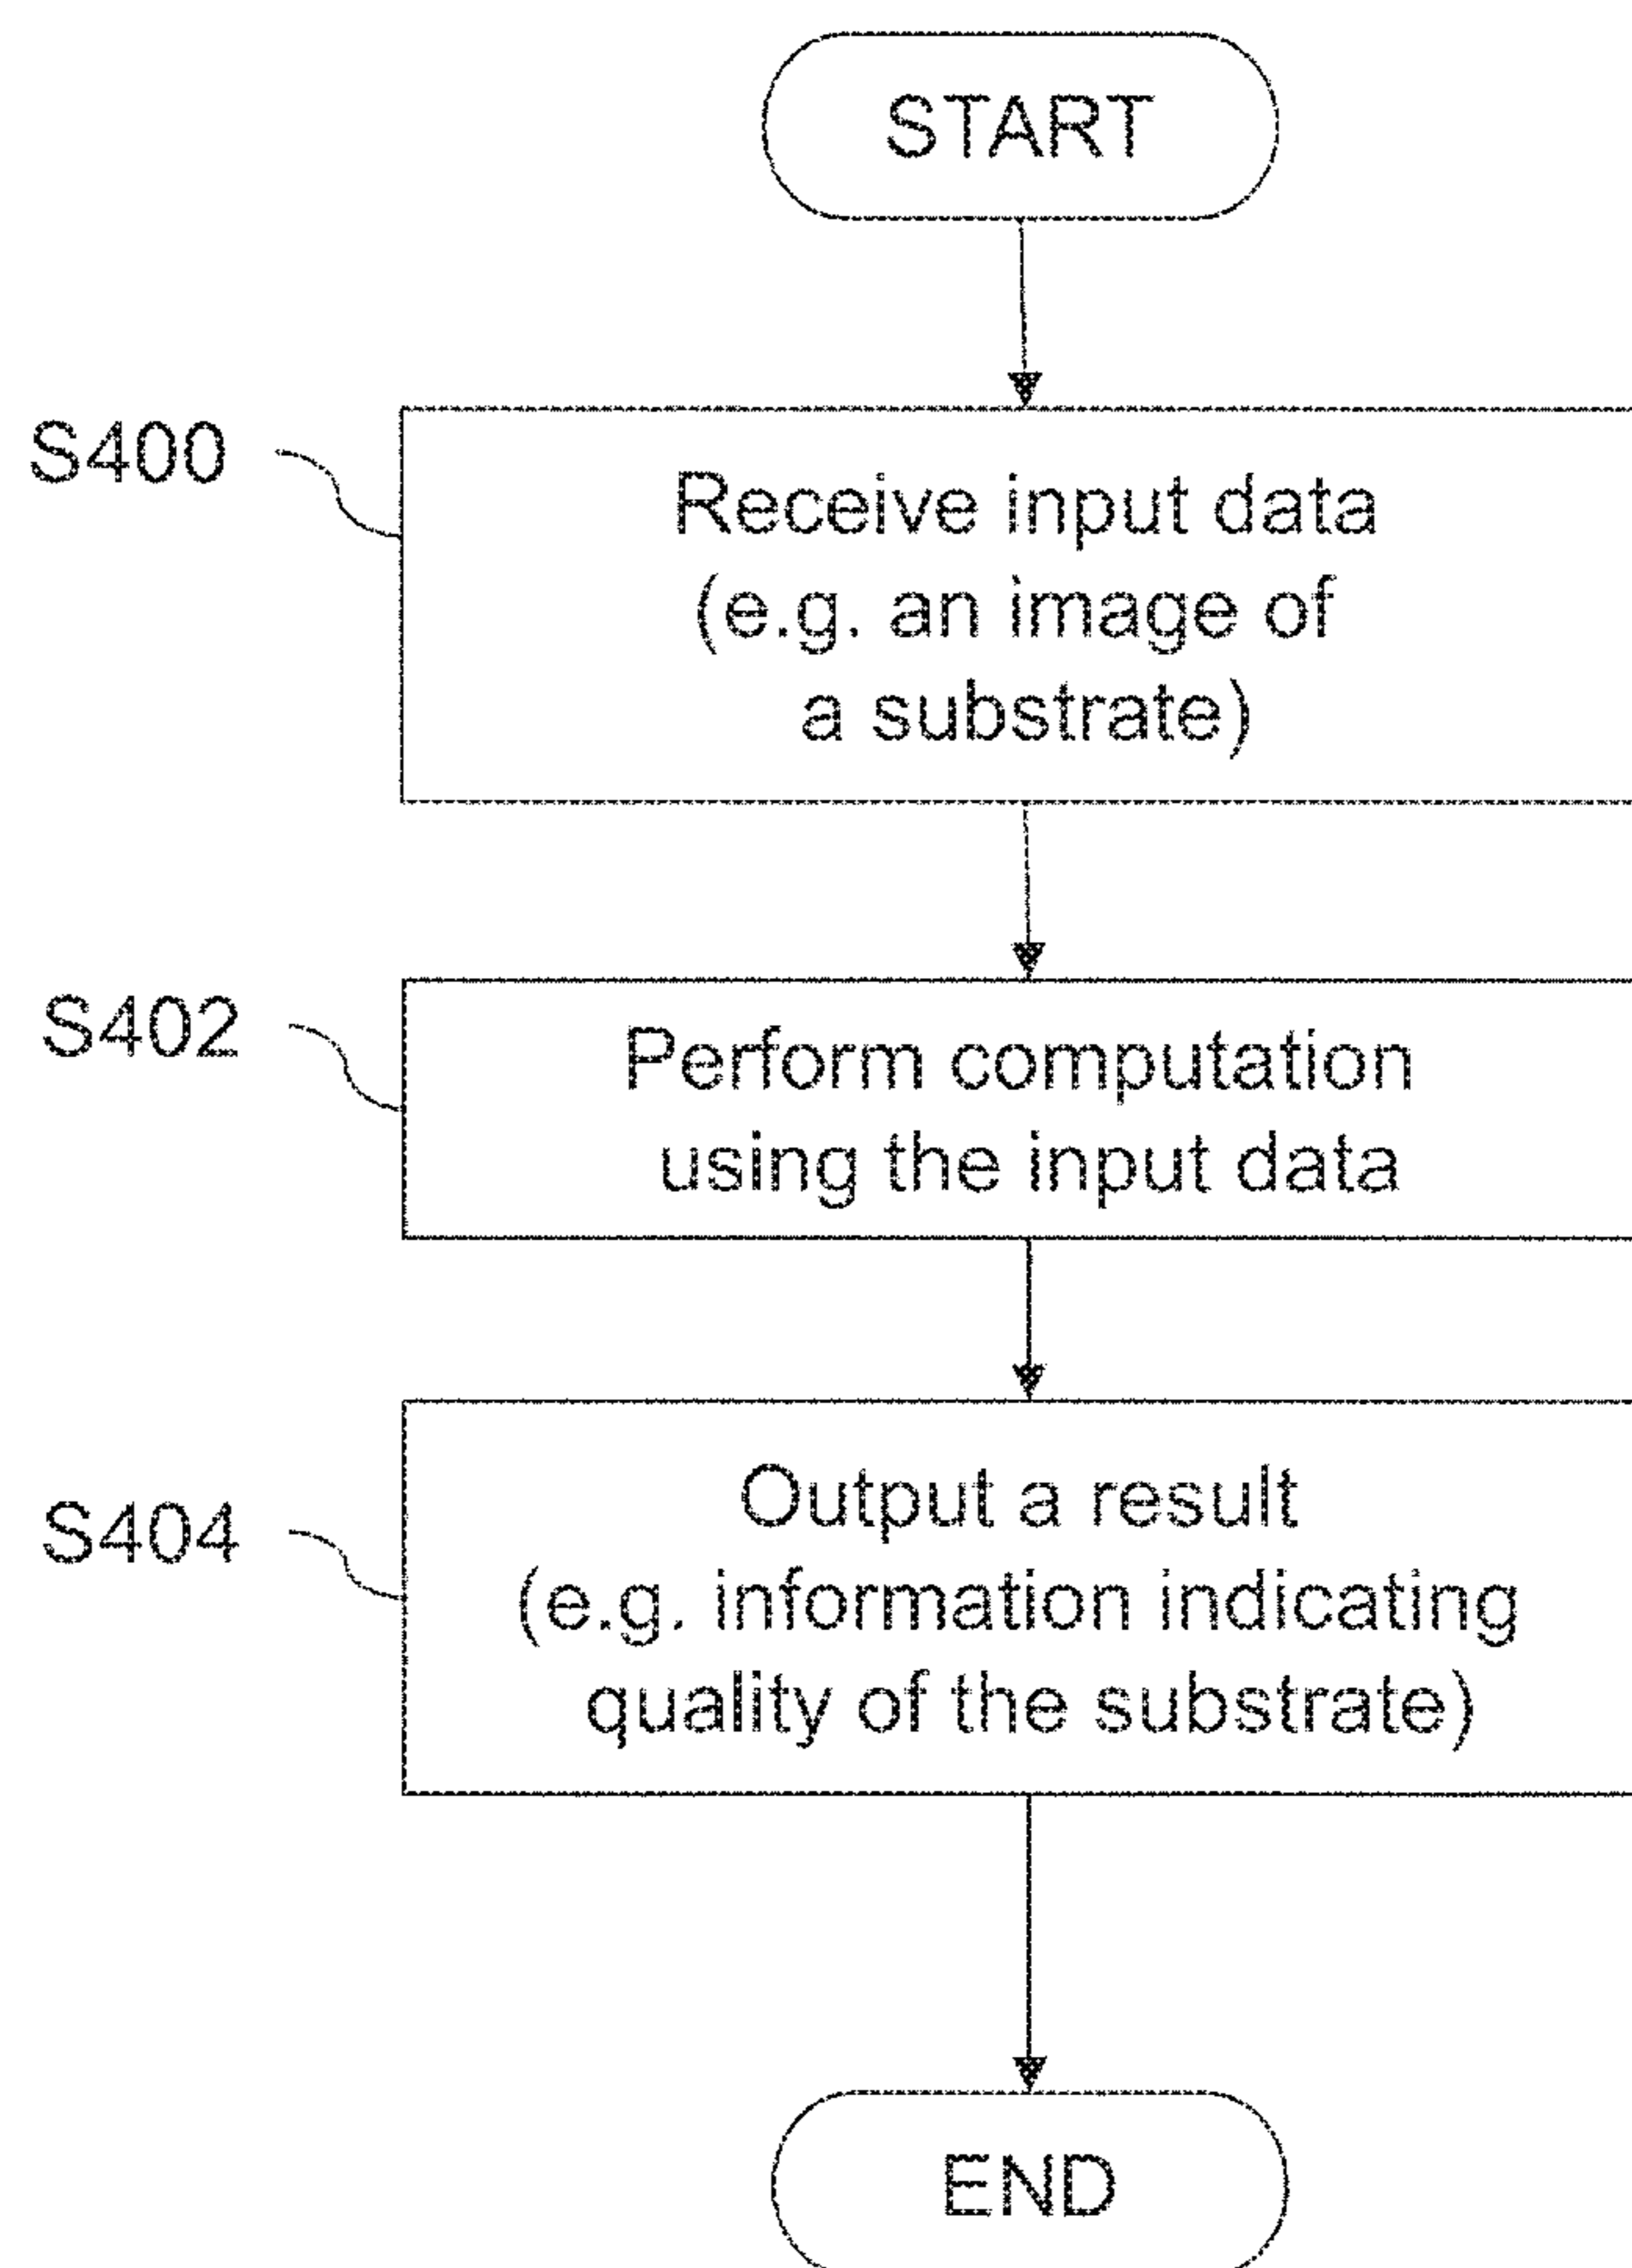 START
S400
Receive input data
(e.g. an image of
a substrate)
S402
Perform computation
using the input data
S404
Output a result
(e.g. information indicating
quality of the substrate)
END